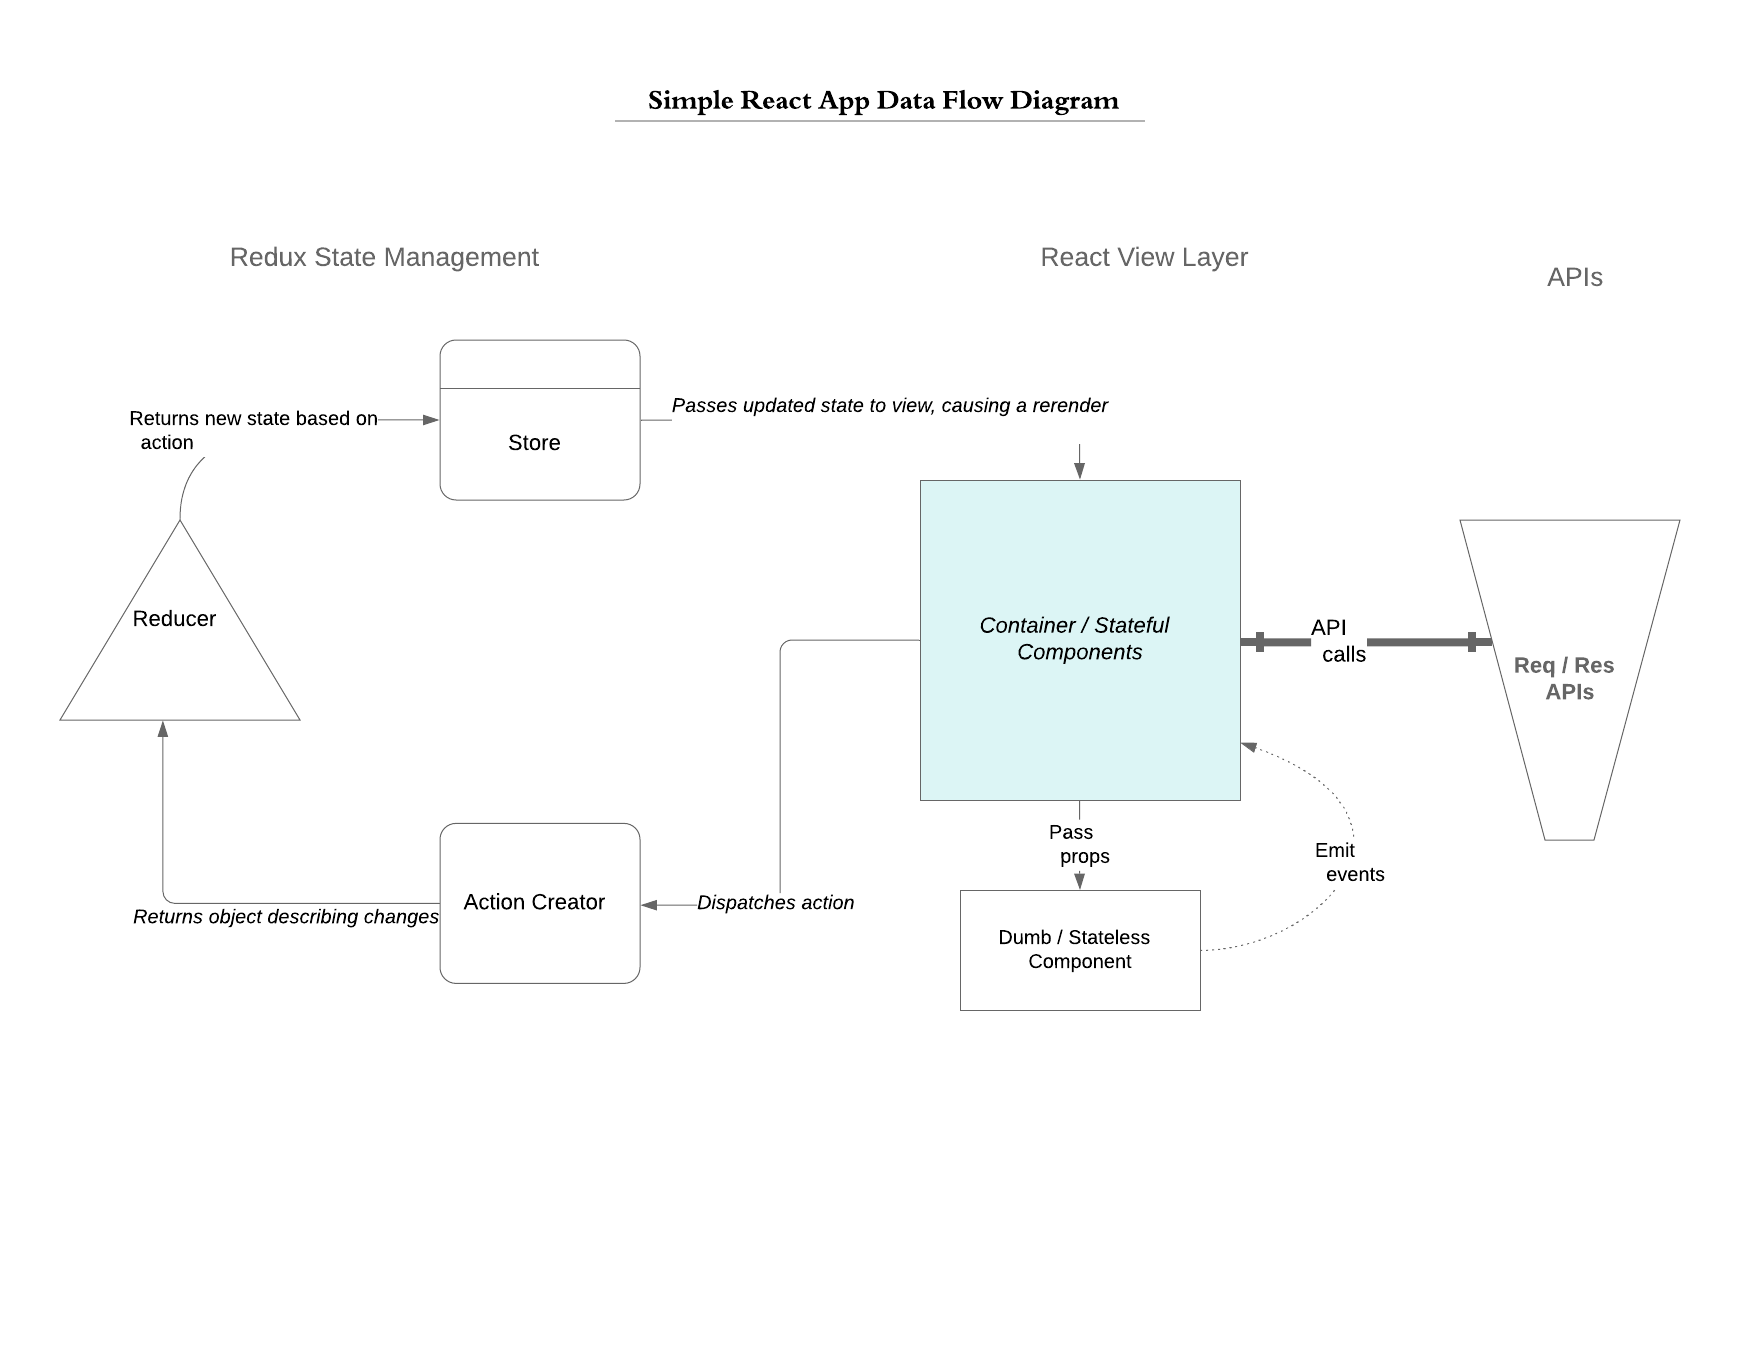 Simple React App Data Flow Diagram
Redux State Management
React View Layer
APIs
Passes updated state to view, causing a rerender
Returns new state based on
action
Store
Reducer
Container / Stateful
Components
API
calls
Req / Res
APIs
Pass
props
Emit
events
Action Creator
Dispatches action
Returns object describing changes
Dumb / Stateless
Component